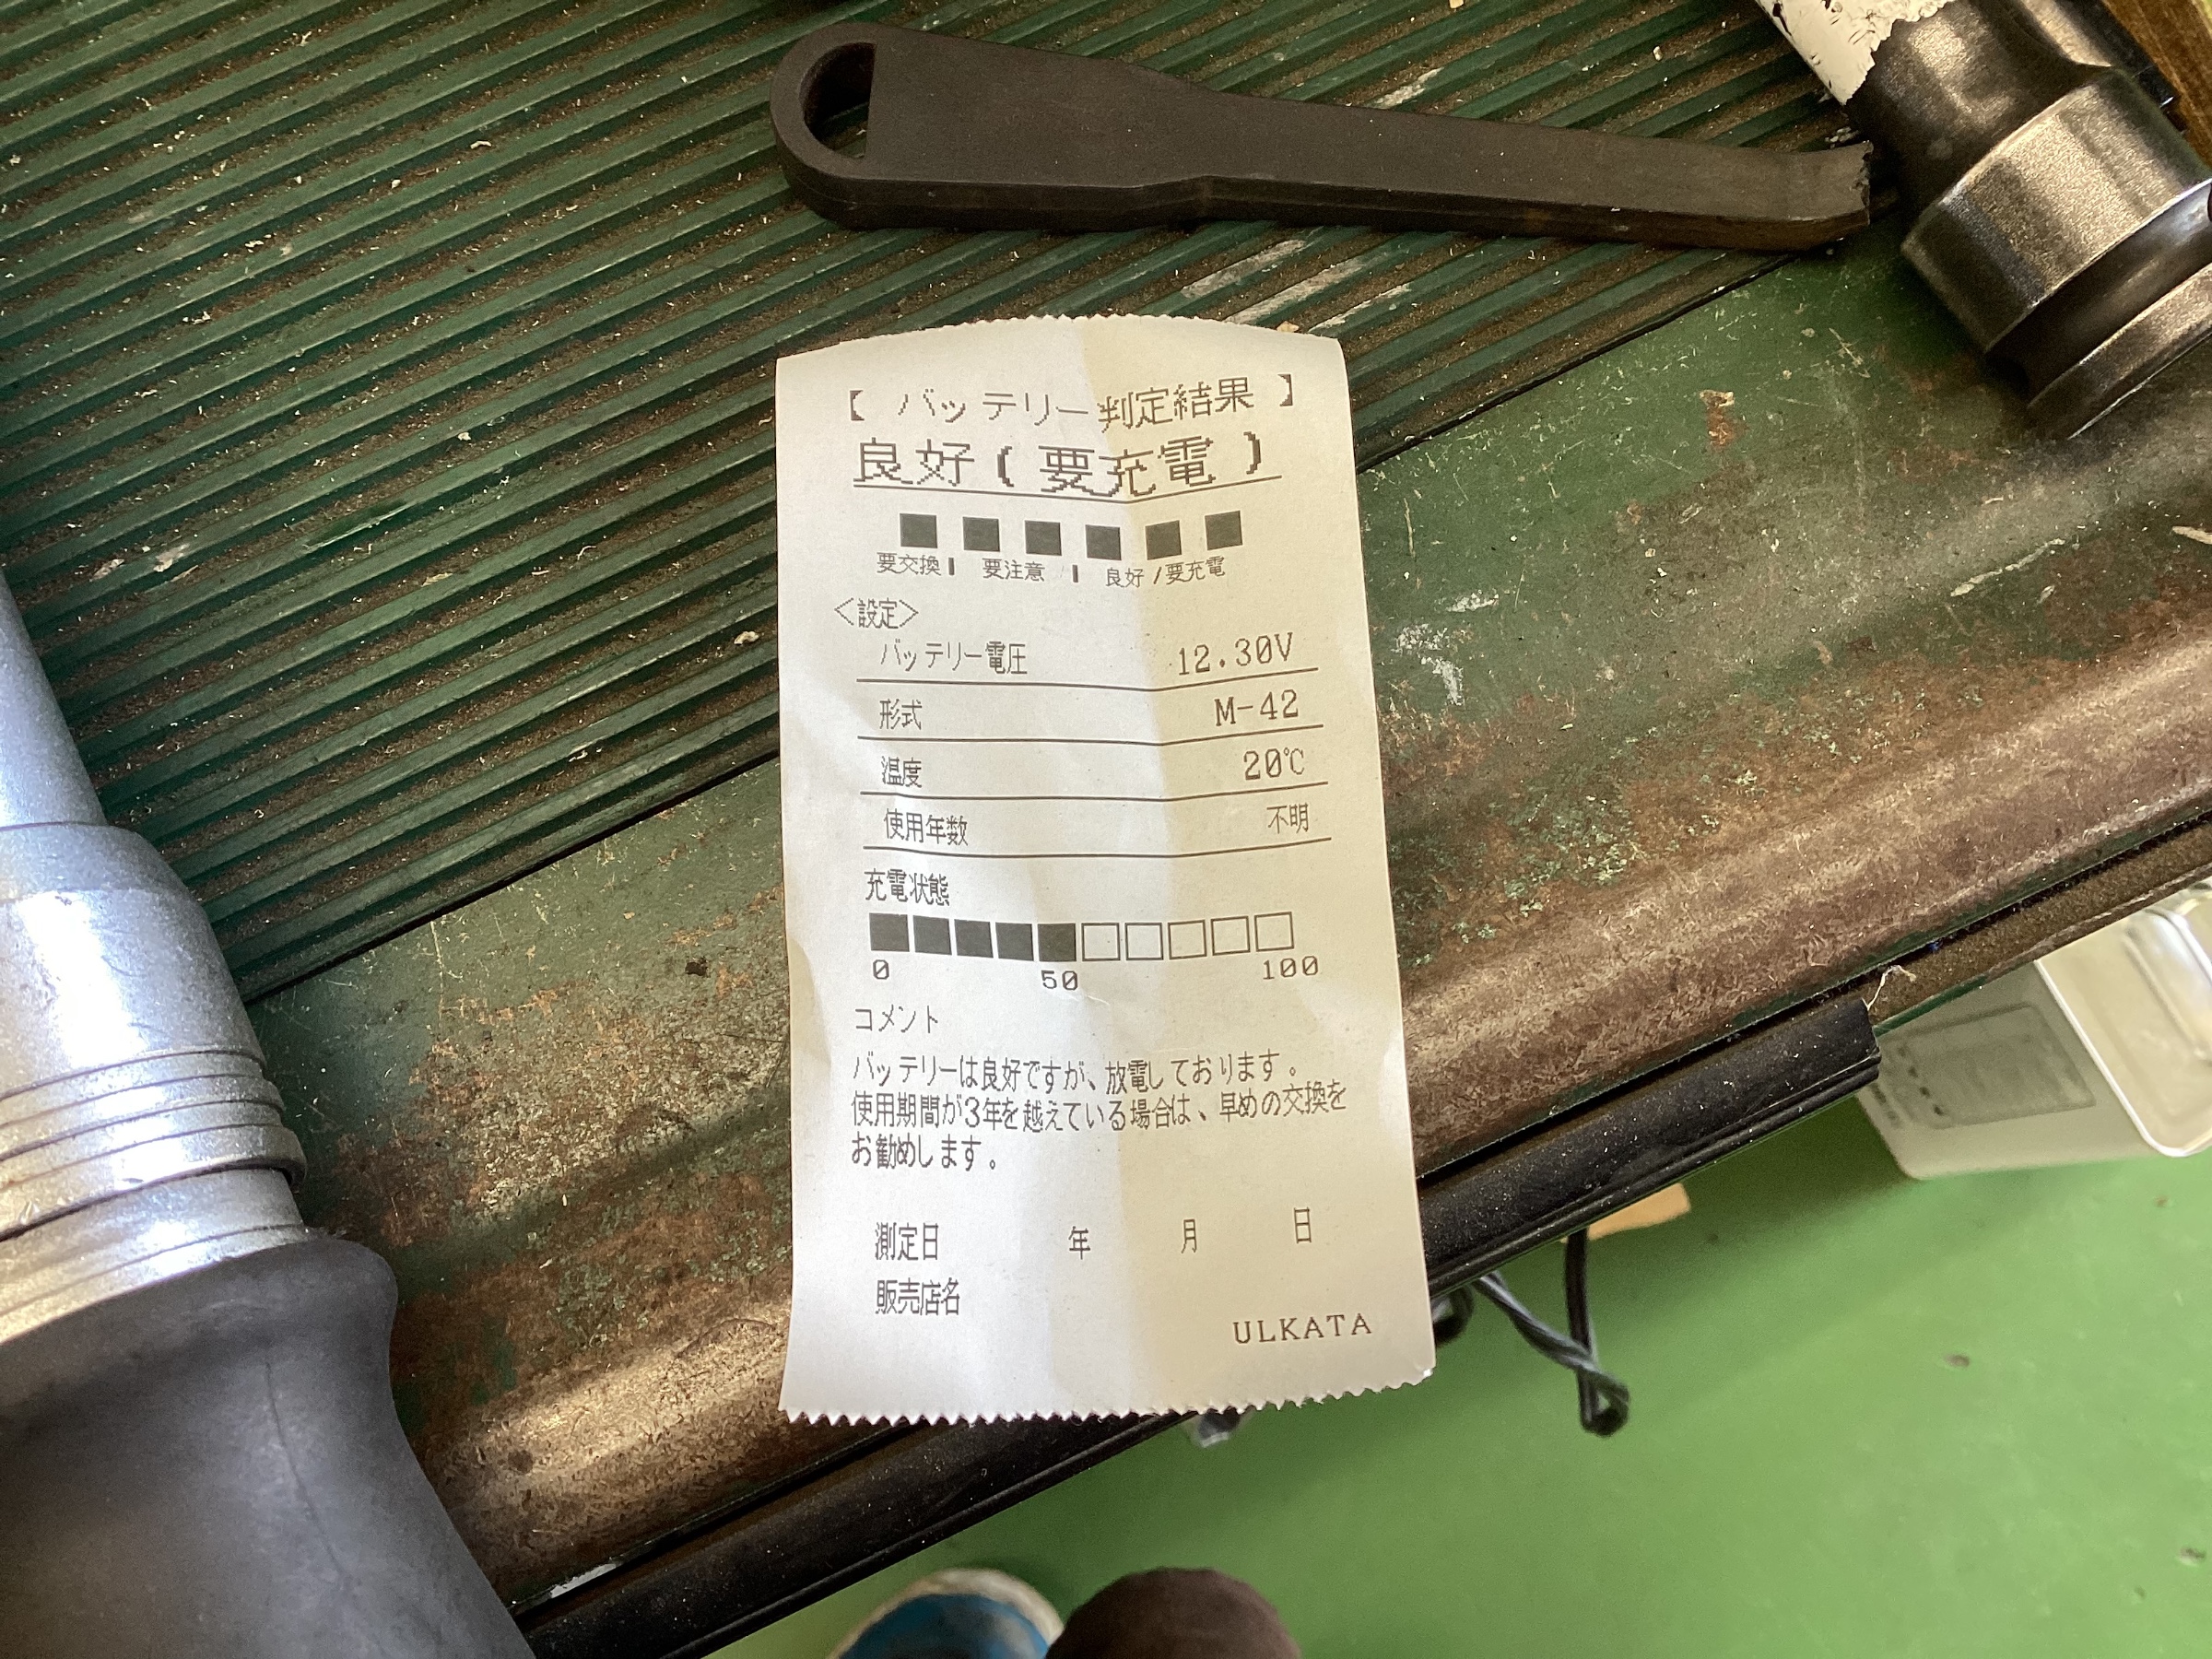 【 バッテリー判定結果 】
良好 ( 要充電 )
要交換 | 要注意 | 良好 / 要充電
<設定>
バッテリー電圧 12.30V
形式 M-42
温度 20℃
使用年数 不明
充電状態
0 50 100
コメント
バッテリーは良好ですが、放電しております。
使用期間が3年を越えている場合は、早めの交換を
お勧めします。
測定日 年 月 日
販売店名
ULKATA